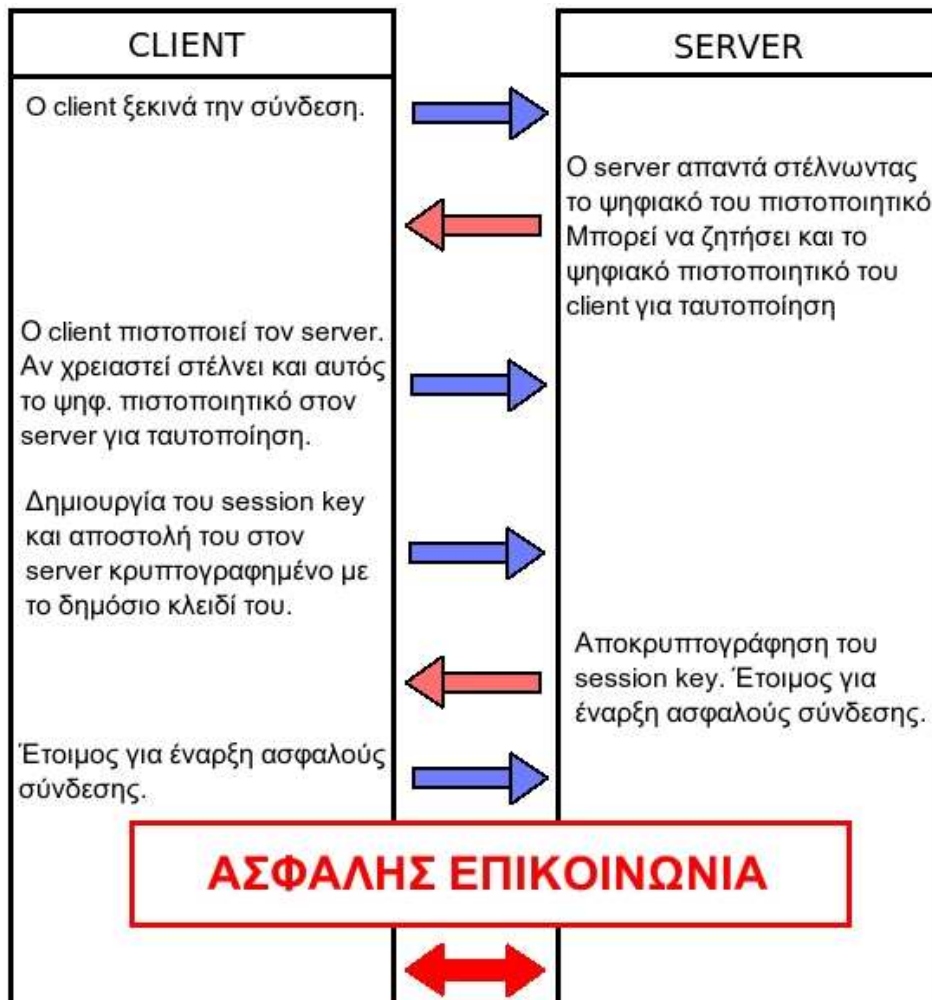 CLIENT
SERVER
Ο client ξεκινά την σύνδεση.
Ο server απαντά στέλνωντας
το ψηφιακό του πιστοποιητικό
Μπορεί να ζητήσει και το
ψηφιακό πιστοποιητικό του
client για ταυτοποίηση
Ο client πιστοποιεί τον server.
Αν χρειαστεί στέλνει και αυτός
το ψηφ. πιστοποιητικό στον
server για ταυτοποίηση.
Δημιουργία του session key
και αποστολή του στον
server κρυπτογραφημένο με
το δημόσιο κλειδί του.
Αποκρυπτογράφηση του
session key. Έτοιμος για
έναρξη ασφαλούς σύνδεσης.
Έτοιμος για έναρξη ασφαλούς
σύνδεσης.
ΑΣΦΑΛΗΣ ΕΠΙΚΟΙΝΩΝΙΑ